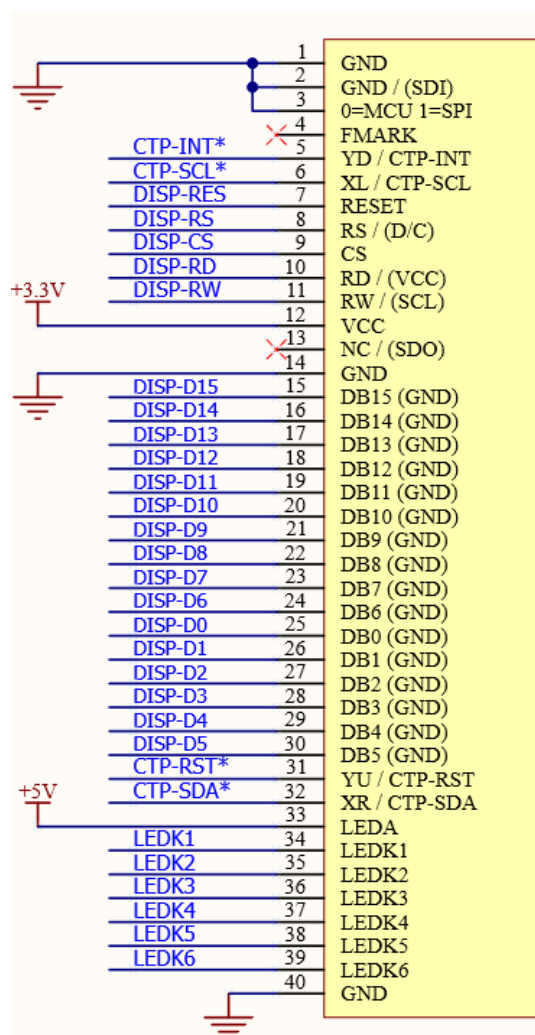 1 GND
2 GND / (SDI)
3 0=MCU 1=SPI
4 FMARK
CTP-INT* 5 YD / CTP-INT
CTP-SCL* 6 XL / CTP-SCL
DISP-RES 7 RESET
DISP-RS 8 RS / (D/C)
DISP-CS 9 CS
DISP-RD 10 RD / (VCC)
+3.3V DISP-RW 11 RW / (SCL)
12 VCC
13 NC / (SDO)
14 GND
DISP-D15 15 DB15 (GND)
DISP-D14 16 DB14 (GND)
DISP-D13 17 DB13 (GND)
DISP-D12 18 DB12 (GND)
DISP-D11 19 DB11 (GND)
DISP-D10 20 DB10 (GND)
DISP-D9 21 DB9 (GND)
DISP-D8 22 DB8 (GND)
DISP-D7 23 DB7 (GND)
DISP-D6 24 DB6 (GND)
DISP-D0 25 DB0 (GND)
DISP-D1 26 DB1 (GND)
DISP-D2 27 DB2 (GND)
DISP-D3 28 DB3 (GND)
DISP-D4 29 DB4 (GND)
DISP-D5 30 DB5 (GND)
CTP-RST* 31 YU / CTP-RST
+5V CTP-SDA* 32 XR / CTP-SDA
33 LEDA
LEDK1 34 LEDK1
LEDK2 35 LEDK2
LEDK3 36 LEDK3
LEDK4 37 LEDK4
LEDK5 38 LEDK5
LEDK6 39 LEDK6
40 GND